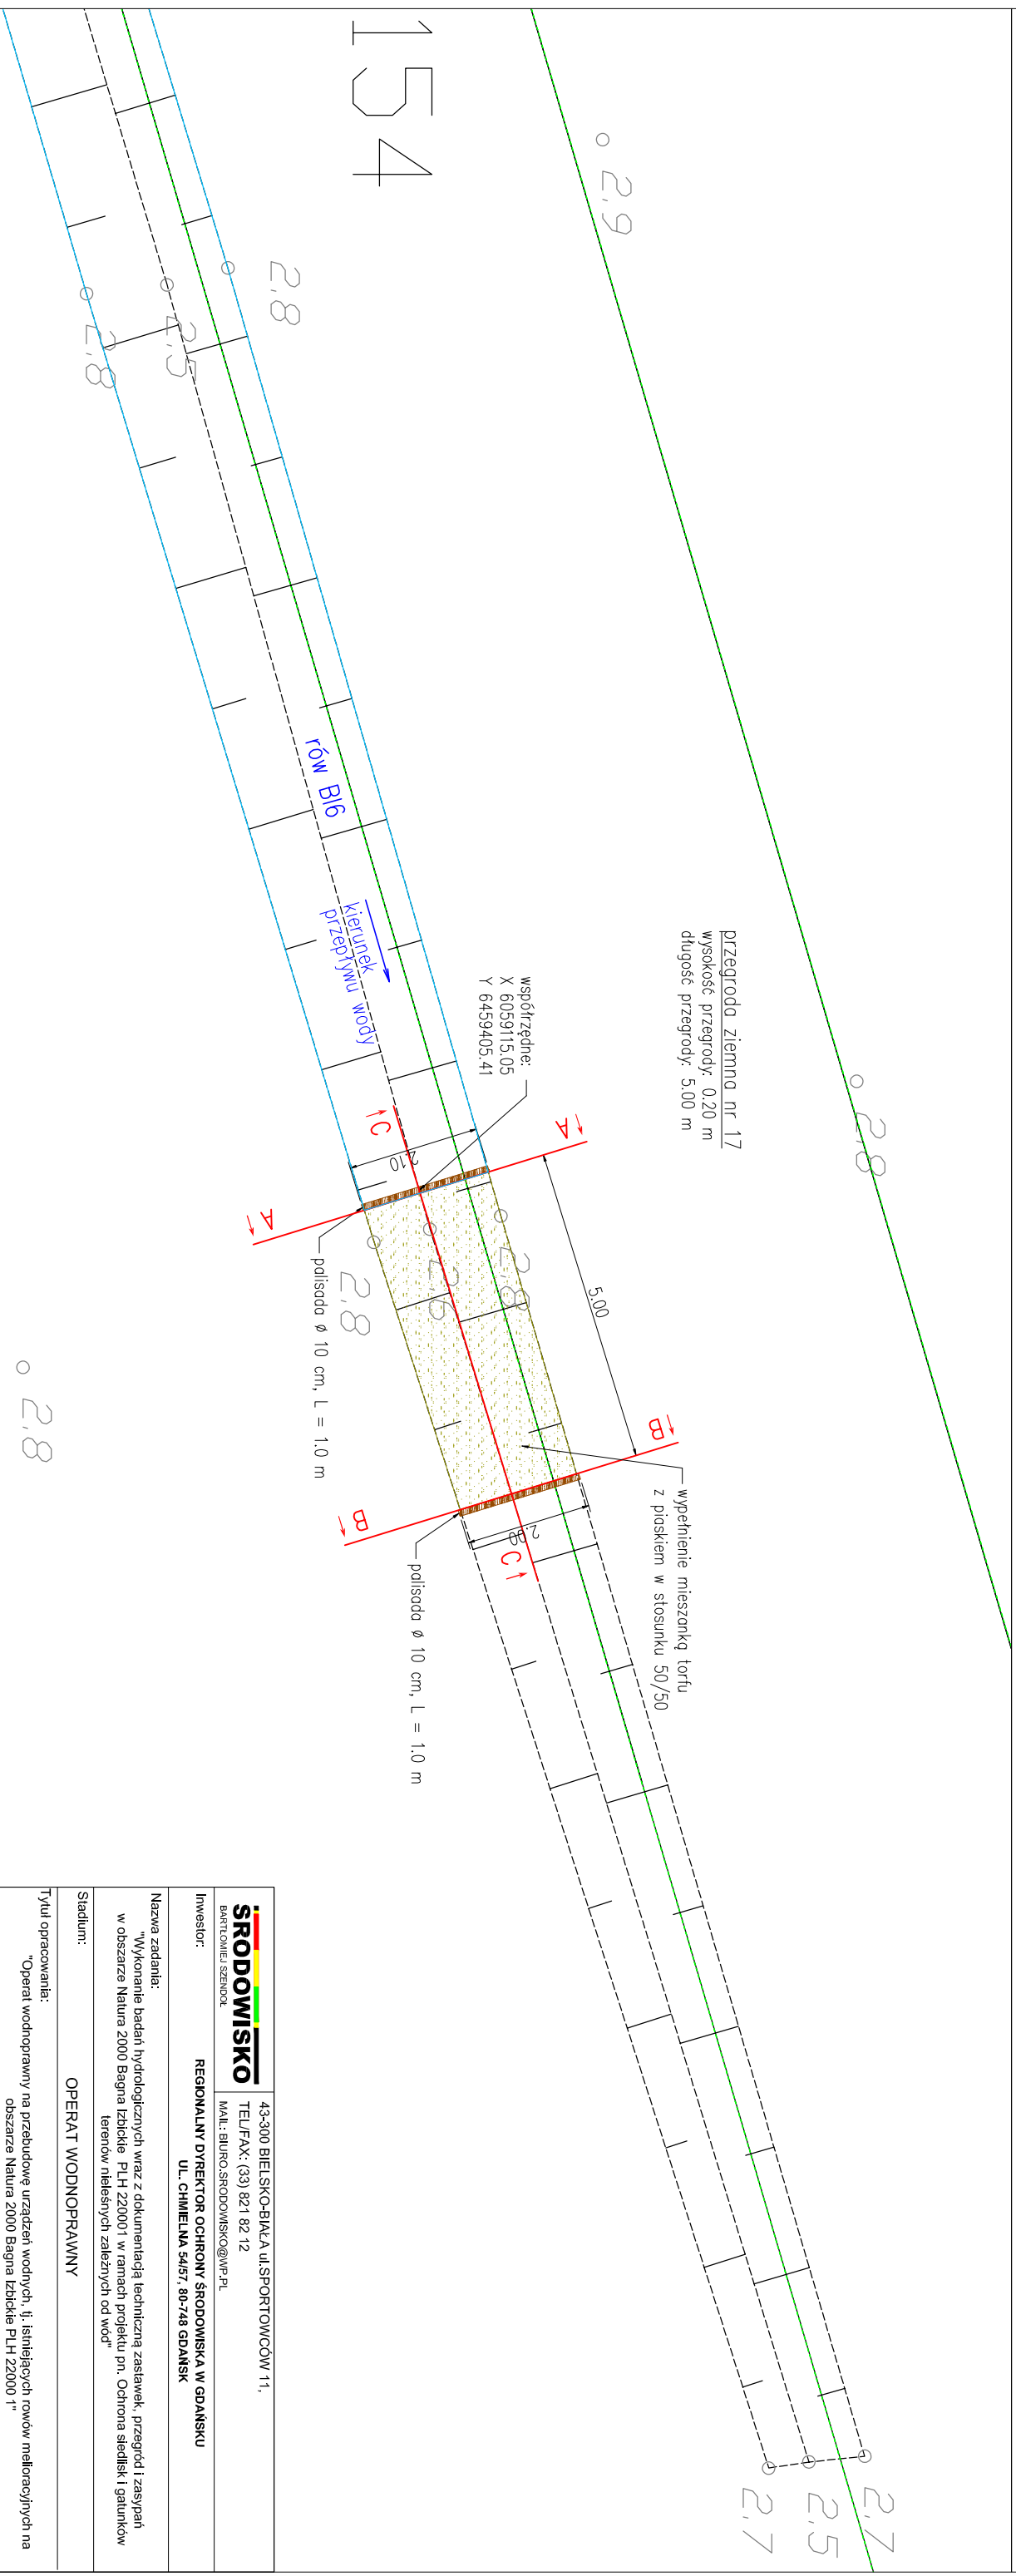 154
2,9
2,8
2,5
2,8
rów BI6
kierunek
przepływu wody
przegroda ziemna nr 17
wysokość przegrody: 0.20 m
długość przegrody: 5.00 m
współrzędne:
X 6059115.05
Y 6459405.41
2,8
A
A
C
2.10
5.00
2,8
2,6
2,8
palisada ø 10 cm, L = 1.0 m
B
B
C
wypełnienie mieszanką torfu
z piaskiem w stosunku 50/50
palisada ø 10 cm, L = 1.0 m
2,8
2,7
2,5
2,7
ŚRODOWISKO
BARTŁOMIEJ SZENDOŁ
43-300 BIELSKO-BIAŁA ul.SPORTOWCÓW 11,
TEL/FAX: (33) 821 82 12
MAIL: BIURO.SRODOWISKO@WP.PL
Inwestor:
REGIONALNY DYREKTOR OCHRONY ŚRODOWISKA W GDAŃSKU
UL. CHMIELNA 54/57, 80-748 GDAŃSK
Nazwa zadania:
"Wykonanie badań hydrologicznych wraz z dokumentacją techniczną zastawek, przegród i zasypań
w obszarze Natura 2000 Bagna Izbickie PLH 220001 w ramach projektu pn. Ochrona siedlisk i gatunków
terenów nieleśnych zależnych od wód"
Stadium:
OPERAT WODNOPRAWNY
Tytuł opracowania:
"Operat wodnoprawny na przebudowę urządzeń wodnych, tj. istniejących rowów melioracyjnych na
obszarze Natura 2000 Bagna Izbickie PLH 22000 1"